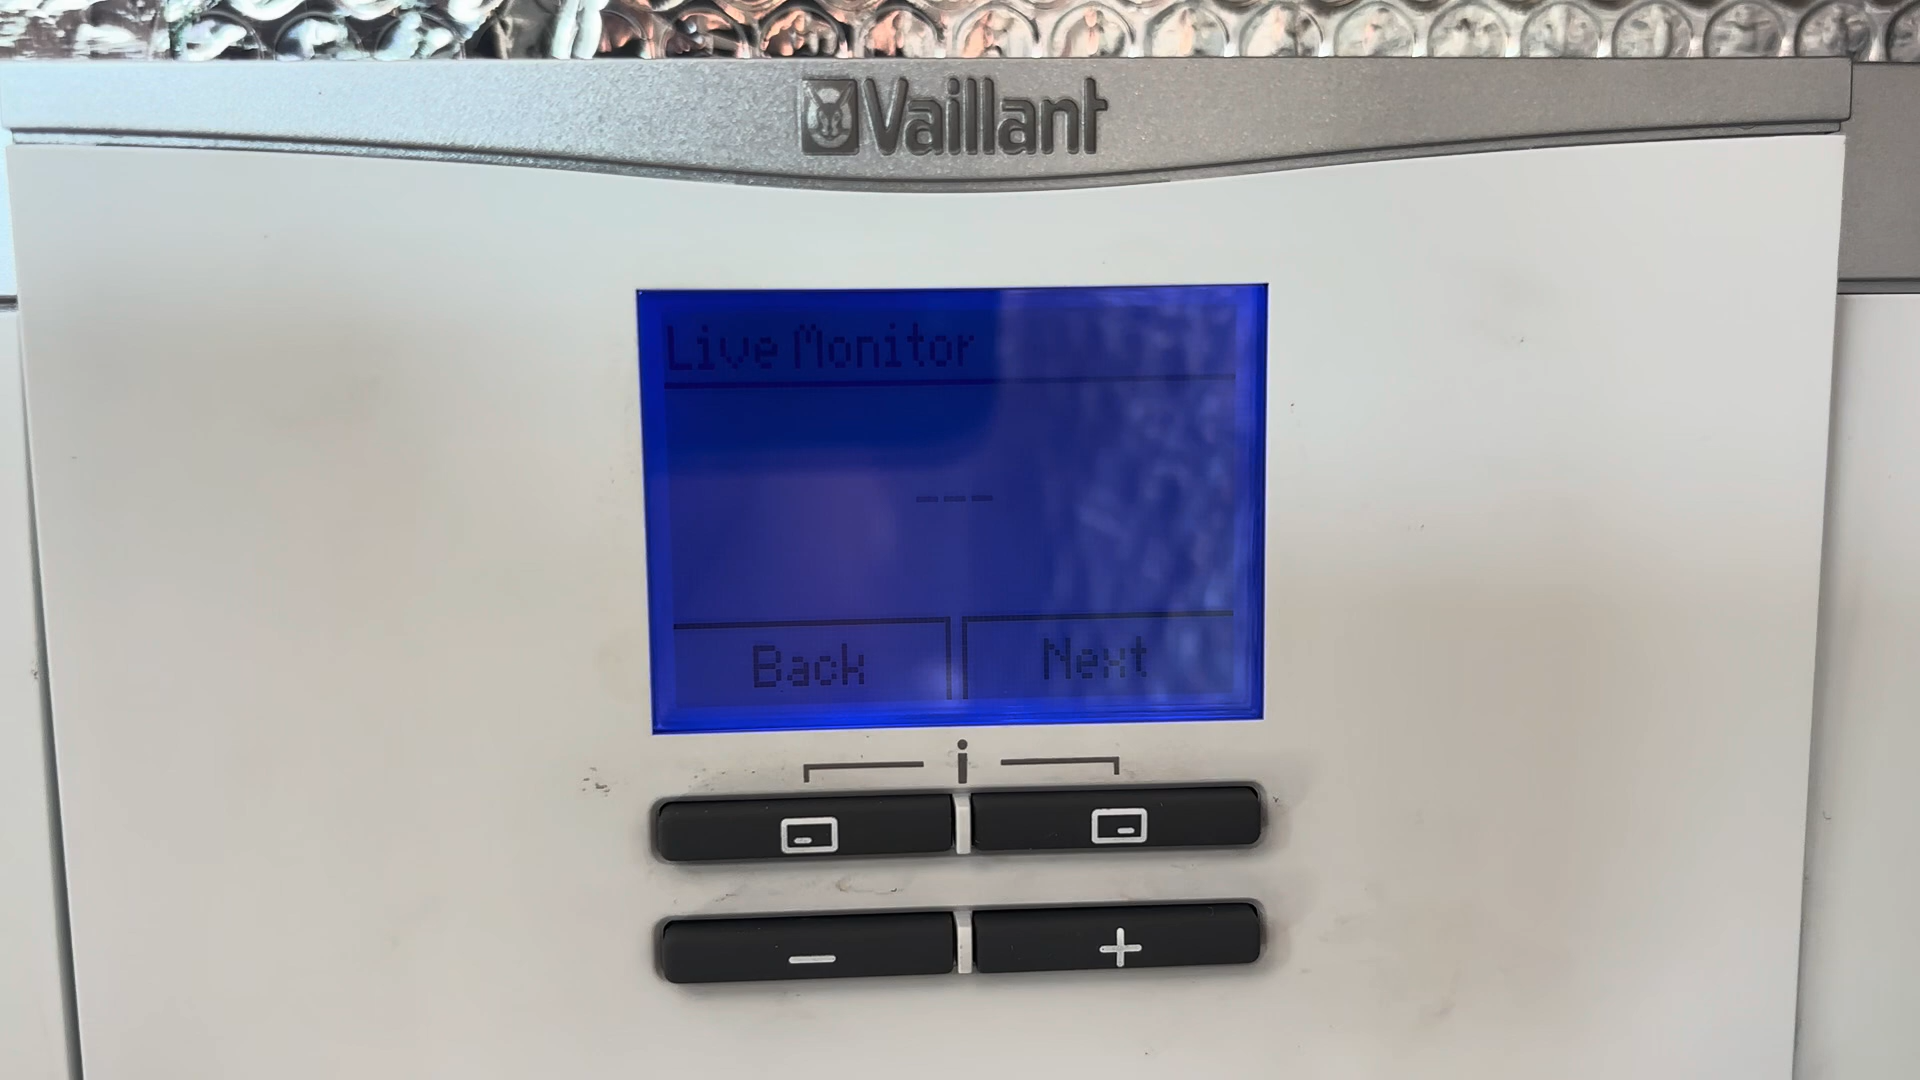 Vaillant
Live Monitor
---
Back Next
i
− +